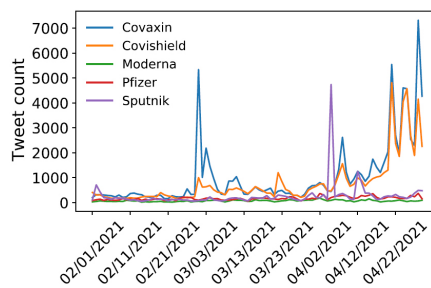 Tweet count
7000
6000
5000
4000
3000
2000
1000
0
Covaxin
Covishield
Moderna
Pfizer
Sputnik
02/01/2021
02/11/2021
02/21/2021
03/03/2021
03/13/2021
03/23/2021
04/02/2021
04/12/2021
04/22/2021